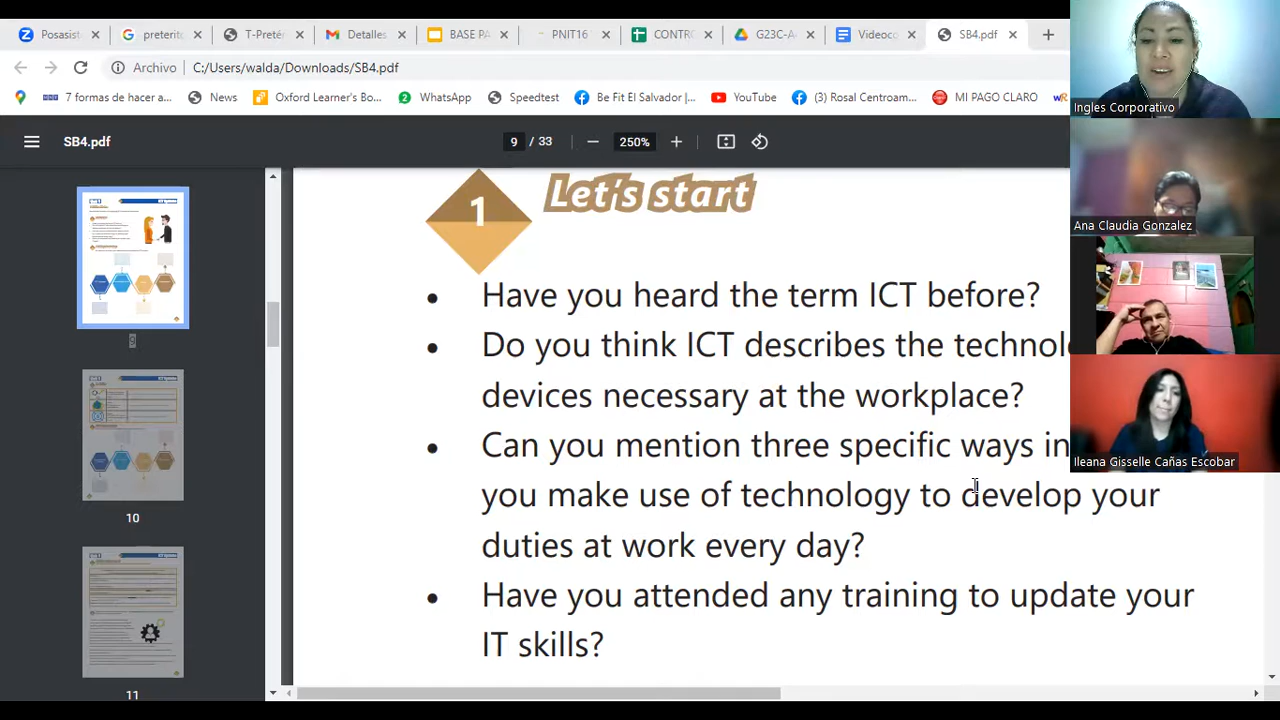 Posasist
preterit
T-Pretér
Detalles
BASE
PNIT16
CONTRO
G23C-A
Videoco
SB4.pdf
Archivo C:/Users/walda/Downloads/SB4.pdf
7 formas de hacer a...
News
Oxford Learner's Bo...
WhatsApp
Speedtest
Be Fit El Salvador |...
YouTube
(3) Rosal Centroam...
MI PAGO CLARO
SB4.pdf
9 / 33
250%
1
Let's start
• Have you heard the term ICT before?
• Do you think ICT describes the technol
devices necessary at the workplace?
• Can you mention three specific ways in
you make use of technology to develop your
duties at work every day?
• Have you attended any training to update your
IT skills?
9
10
11
Ingles Corporativo
Ana Claudia Gonzalez
Ileana Gisselle Cañas Escobar